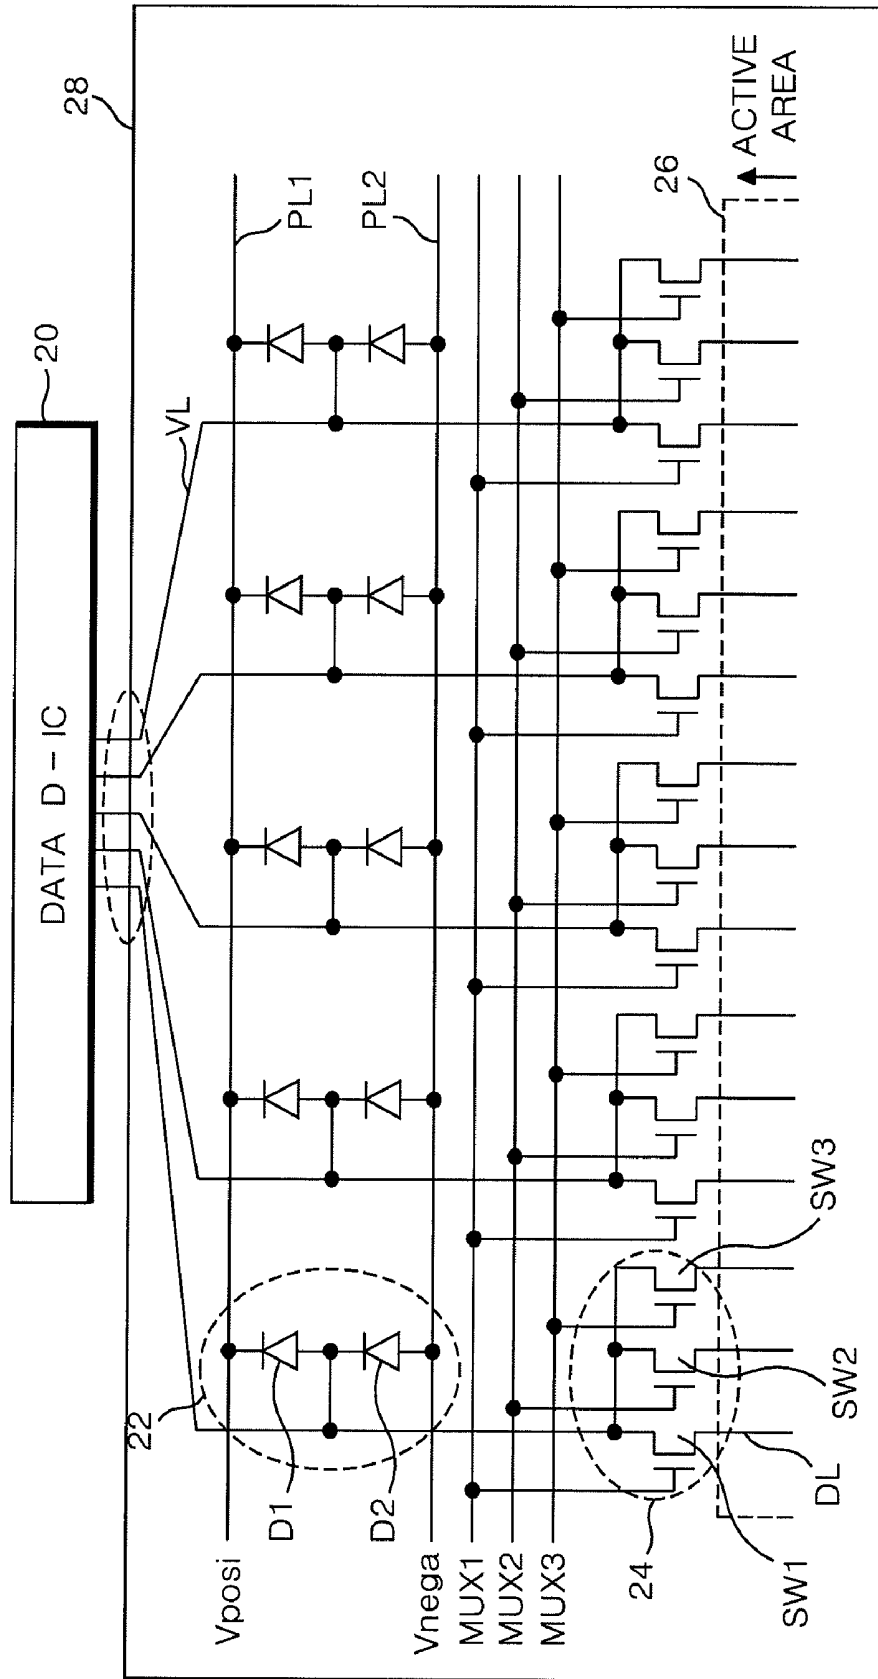 DATA D-IC
20
28
VL
22
D1
D2
PL1
PL2
Vposi
Vnega
MUX1
MUX2
MUX3
24
26
SW1
DL
SW2
SW3
ACTIVE
AREA